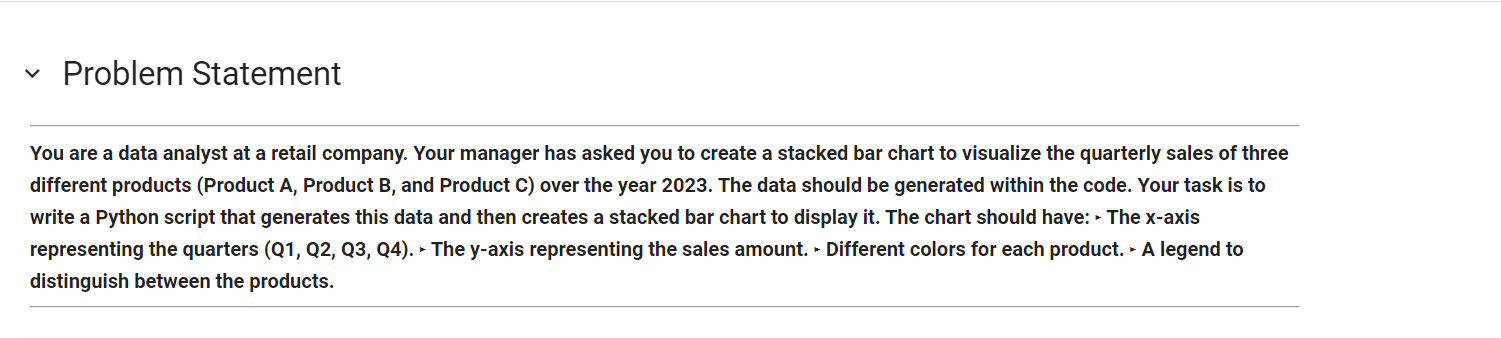 Problem Statement
You are a data analyst at a retail company. Your manager has asked you to create a stacked bar chart to visualize the quarterly sales of three
different products (Product A, Product B, and Product C) over the year 2023. The data should be generated within the code. Your task is to
write a Python script that generates this data and then creates a stacked bar chart to display it. The chart should have: ‣ The x-axis
representing the quarters (Q1, Q2, Q3, Q4). ‣ The y-axis representing the sales amount. ‣ Different colors for each product. ‣ A legend to
distinguish between the products.